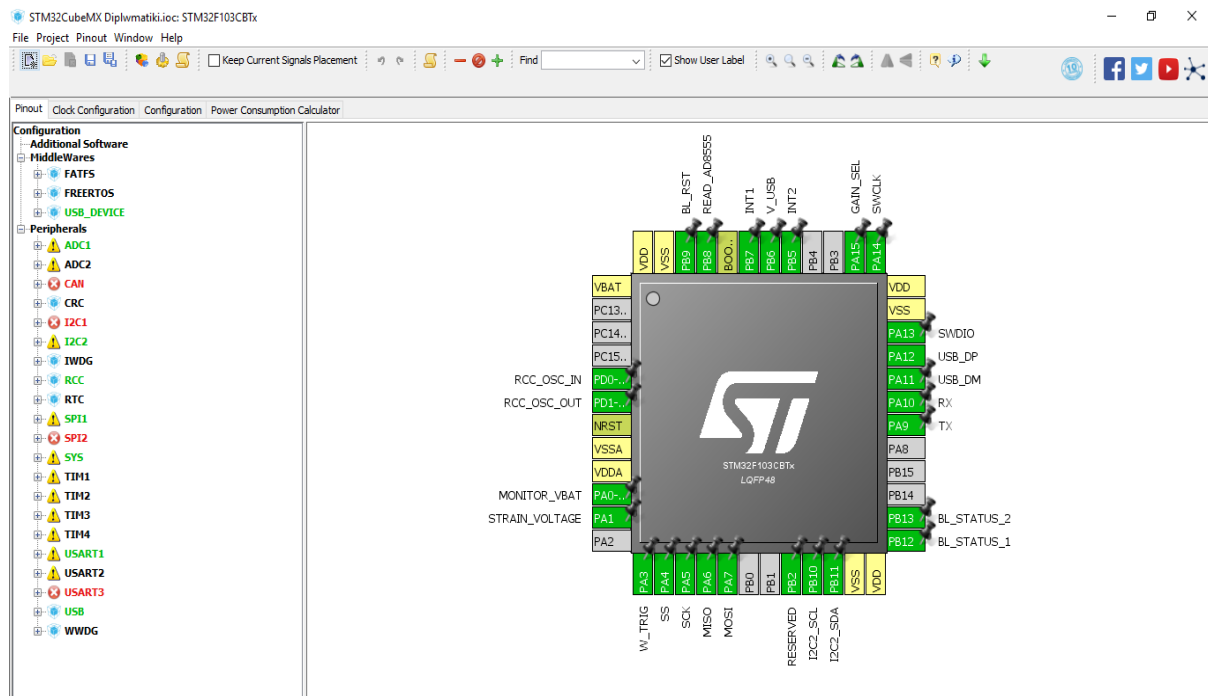 STM32CubeMX Diplwmatiki.ioc: STM32F103CBTx
File Project Pinout Window Help
Keep Current Signals Placement
Find
Show User Label
10
Pinout Clock Configuration Configuration Power Consumption Calculator
Configuration
Additional Software
MiddleWares
FATFS
FREERTOS
USB_DEVICE
Peripherals
ADC1
ADC2
CAN
CRC
I2C1
I2C2
IWDG
RCC
RTC
SPI1
SPI2
SYS
TIM1
TIM2
TIM3
TIM4
USART1
USART2
USART3
USB
WWDG
BL_RST
READ_AD8555
INT1
V_USB
INT2
GAIN_SEL
SWCLK
VDD
VSS
PB9
PB8
BOO..
PB7
PB6
PB5
PB4
PB3
PA15
PA14
VBAT
PC13..
PC14..
PC15..
RCC_OSC_IN PD0-..
RCC_OSC_OUT PD1-..
NRST
VSSA
VDDA
MONITOR_VBAT PA0-..
STRAIN_VOLTAGE PA1
PA2
ST
STM32F103CBTx
LQFP48
VDD
VSS
PA13 SWDIO
PA12 USB_DP
PA11 USB_DM
PA10 RX
PA9 TX
PA8
PB15
PB14
PB13 BL_STATUS_2
PB12 BL_STATUS_1
PA3
PA4
PA5
PA6
PA7
PB0
PB1
PB2
PB10
PB11
VSS
VDD
W_TRIG
SS
SCK
MISO
MOSI
RESERVED
I2C2_SCL
I2C2_SDA